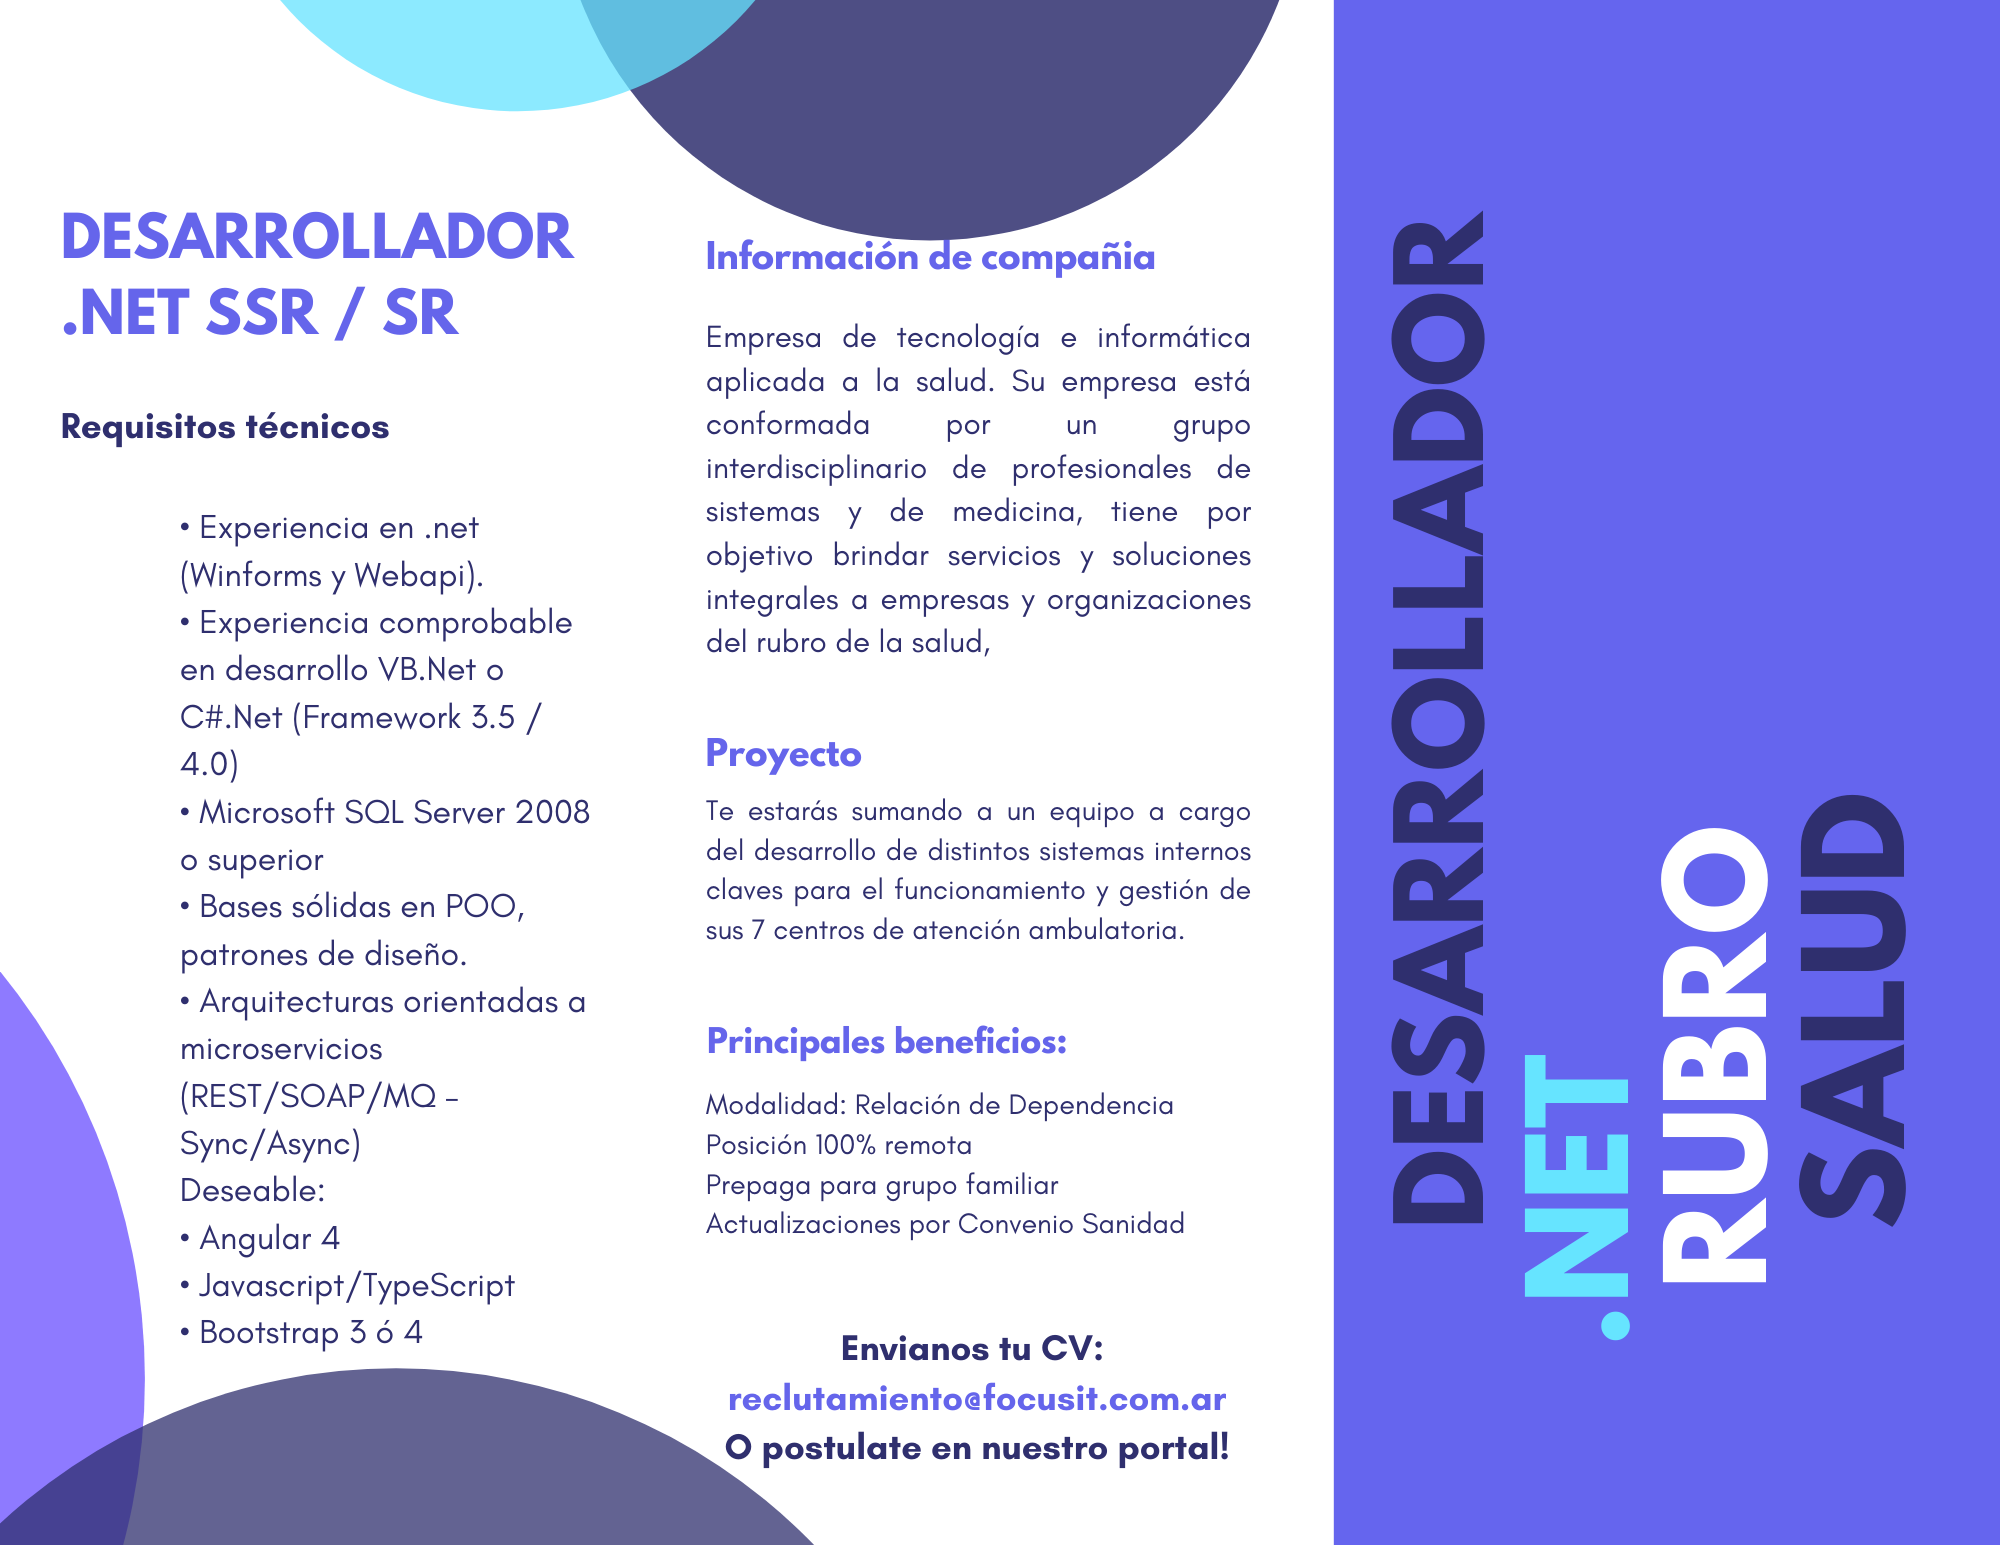 DESARROLLADOR
.NET SSR / SR
Requisitos técnicos
• Experiencia en .net
(Winforms y Webapi).
• Experiencia comprobable
en desarrollo VB.Net o
C#.Net (Framework 3.5 /
4.0)
• Microsoft SQL Server 2008
o superior
• Bases sólidas en POO,
patrones de diseño.
• Arquitecturas orientadas a
microservicios
(REST/SOAP/MQ –
Sync/Async)
Deseable:
• Angular 4
• Javascript/TypeScript
• Bootstrap 3 ó 4
Información de compañia
Empresa de tecnología e informática
aplicada a la salud. Su empresa está
conformada por un grupo
interdisciplinario de profesionales de
sistemas y de medicina, tiene por
objetivo brindar servicios y soluciones
integrales a empresas y organizaciones
del rubro de la salud,
Proyecto
Te estarás sumando a un equipo a cargo
del desarrollo de distintos sistemas internos
claves para el funcionamiento y gestión de
sus 7 centros de atención ambulatoria.
Principales beneficios:
Modalidad: Relación de Dependencia
Posición 100% remota
Prepaga para grupo familiar
Actualizaciones por Convenio Sanidad
Envianos tu CV:
reclutamiento@focusit.com.ar
O postulate en nuestro portal!
DESARROLLADOR
.NET
RUBRO
SALUD